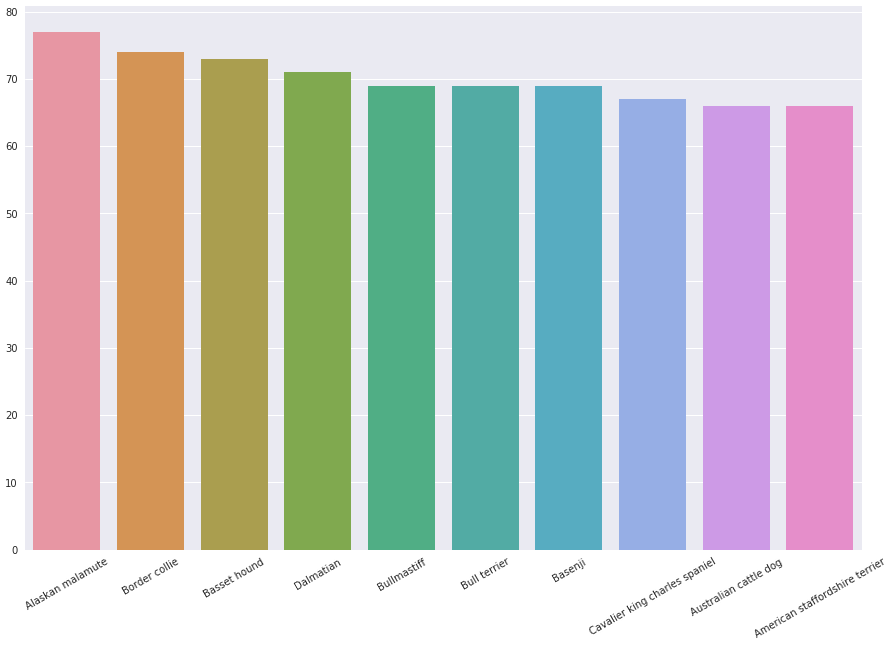 80
70
60
50
40
30
20
10
0
Alaskan malamute
Border collie
Basset hound
Dalmatian
Bullmastiff
Bull terrier
Basenji
Cavalier king charles spaniel
Australian cattle dog
American staffordshire terrier